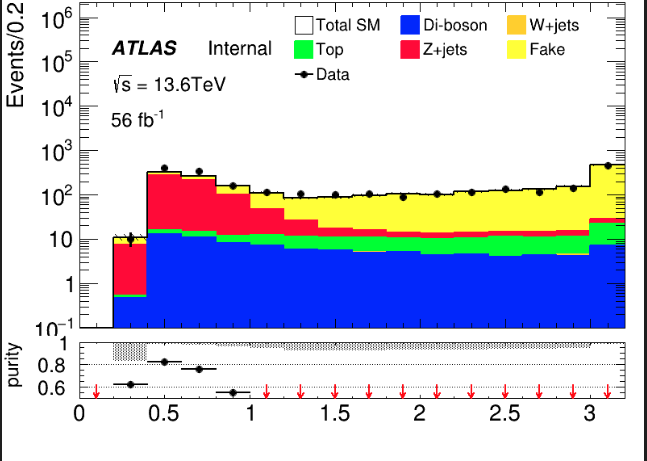 Events/0.2
10⁶
10⁵
10⁴
10³
10²
10
1
10⁻¹
Total SM Di-boson W+jets
Top Z+jets Fake
Data
ATLAS Internal
√s = 13.6TeV
56 fb⁻¹
purity
1
0.8
0.6
0 0.5 1 1.5 2 2.5 3